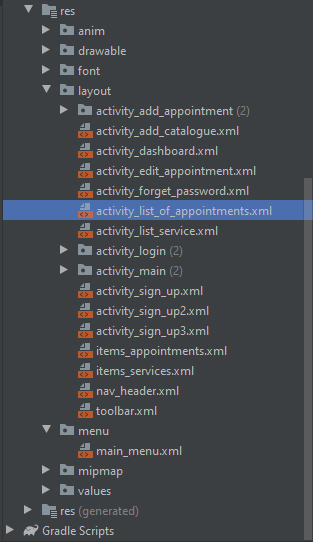 res
anim
drawable
font
layout
activity_add_appointment (2)
activity_add_catalogue.xml
activity_dashboard.xml
activity_edit_appointment.xml
activity_forget_password.xml
activity_list_of_appointments.xml
activity_list_service.xml
activity_login (2)
activity_main (2)
activity_sign_up.xml
activity_sign_up2.xml
activity_sign_up3.xml
items_appointments.xml
items_services.xml
nav_header.xml
toolbar.xml
menu
main_menu.xml
mipmap
values
res (generated)
Gradle Scripts